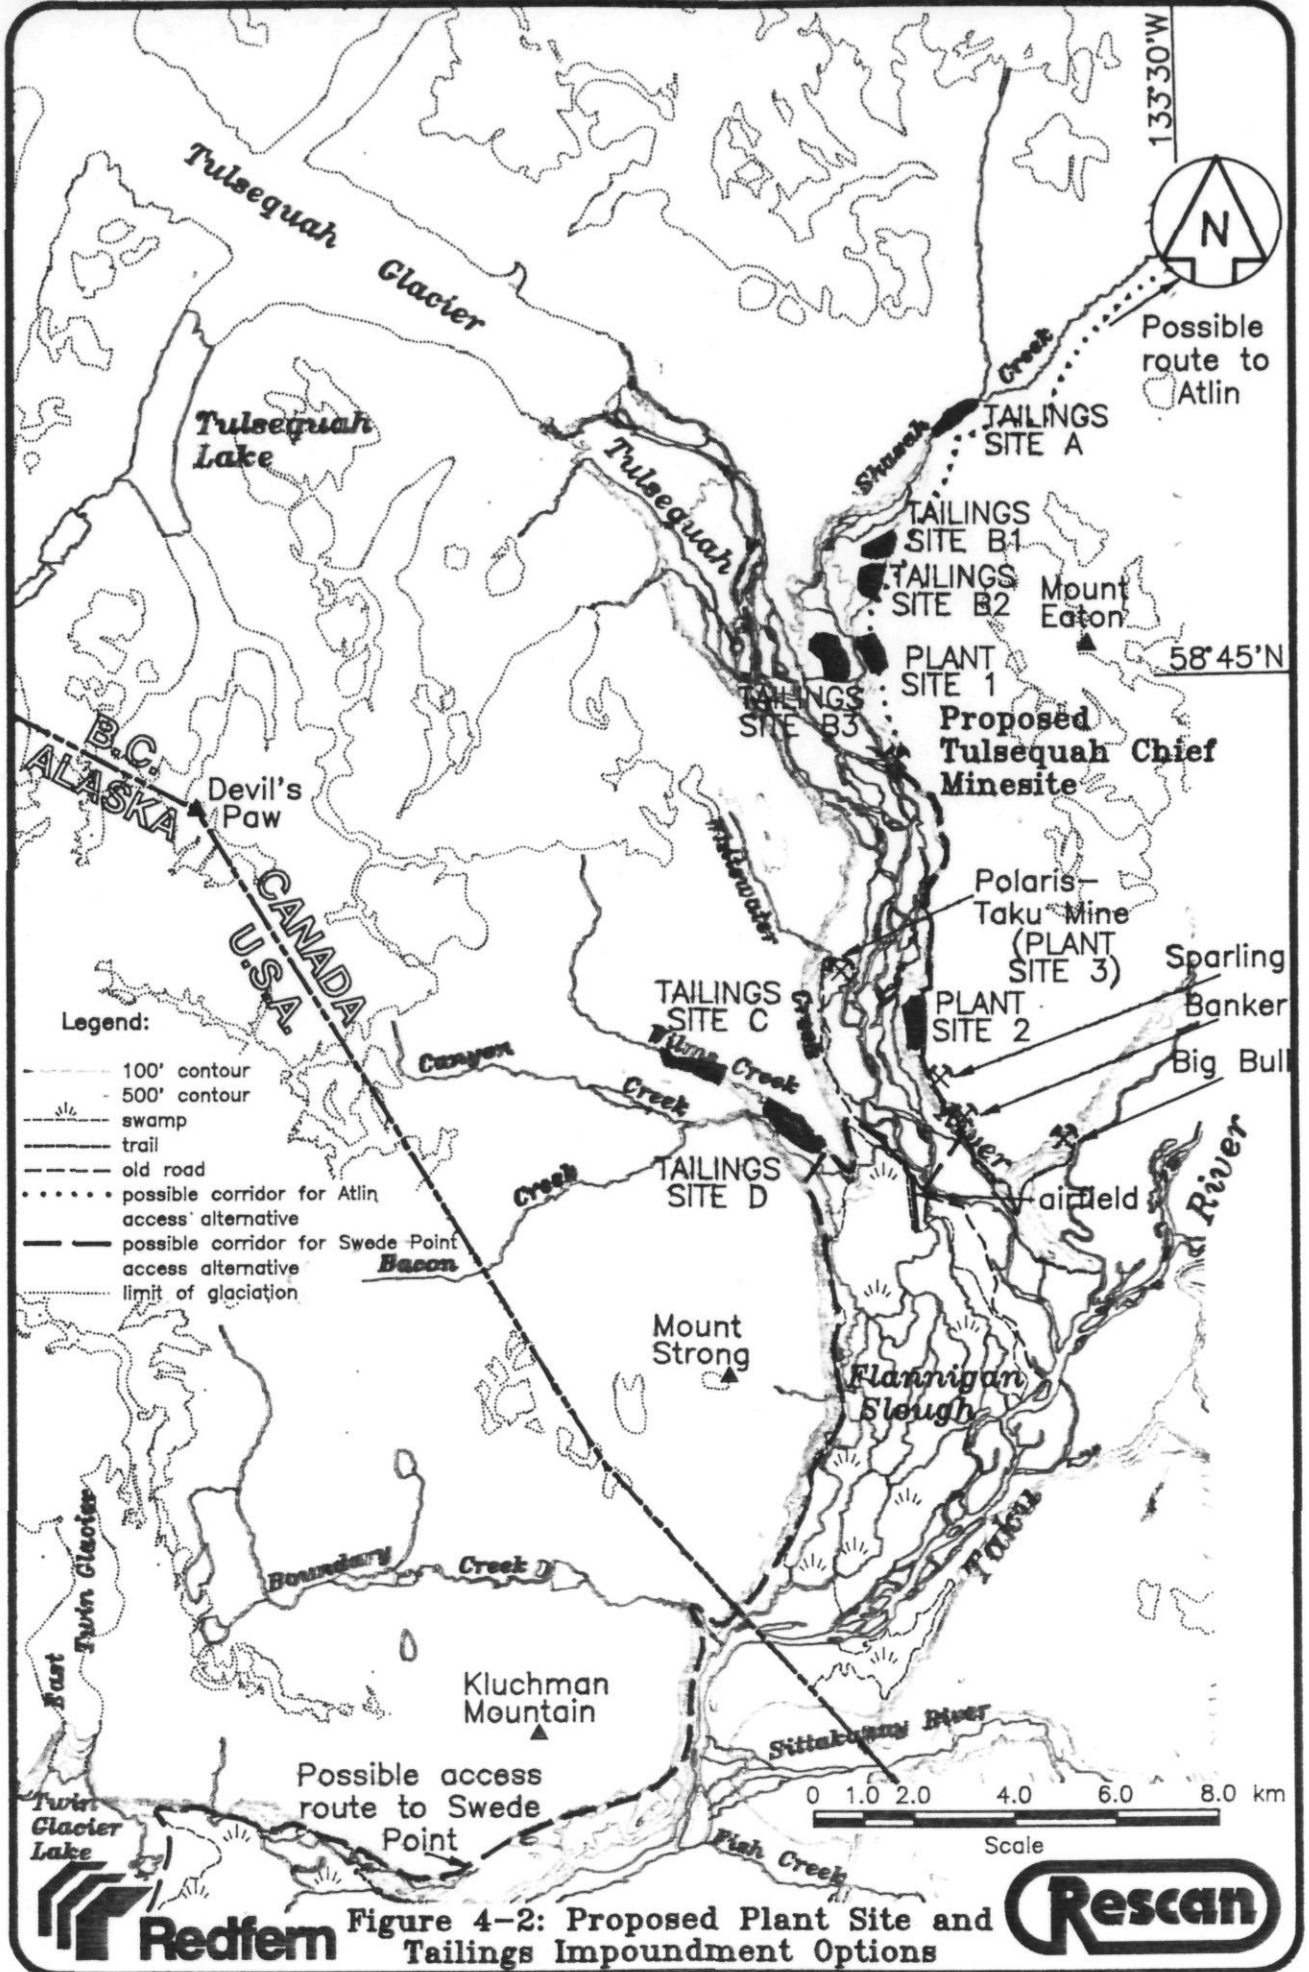 133°30'W
N
Tulsequah
Glacier
Possible
route to
Atlin
Creek
Shazah
TAILINGS
SITE A
Tulsequah
Lake
Tulsequah
TAILINGS
SITE B1
TAILINGS
SITE B2
Mount
Eaton
58°45'N
PLANT
SITE 1
TAILINGS
SITE B3
Proposed
Tulsequah Chief
Minesite
B.C.
ALASKA
Devil's
Paw
CANADA
U.S.A.
Whitewater
Creek
Polaris-
Taku Mine
(PLANT
SITE 3)
Sparling
Banker
Big Bull
TAILINGS
SITE C
PLANT
SITE 2
Wilms Creek
Canyon
Creek
River
TAILINGS
SITE D
Creek
Bacon
airfield
River
Legend:
100' contour
500' contour
swamp
trail
old road
possible corridor for Atlin
access alternative
possible corridor for Swede Point
access alternative
limit of glaciation
Mount
Strong
Flannigan
Slough
Taku
East
Twin Glacier
Boundary Creek
Kluchman
Mountain
Sittakanay River
Possible access
route to Swede
Point
0 1.0 2.0 4.0 6.0 8.0 km
Scale
Twin
Glacier
Lake
Fish Creek
Redfern
Figure 4-2: Proposed Plant Site and
Tailings Impoundment Options
Rescan